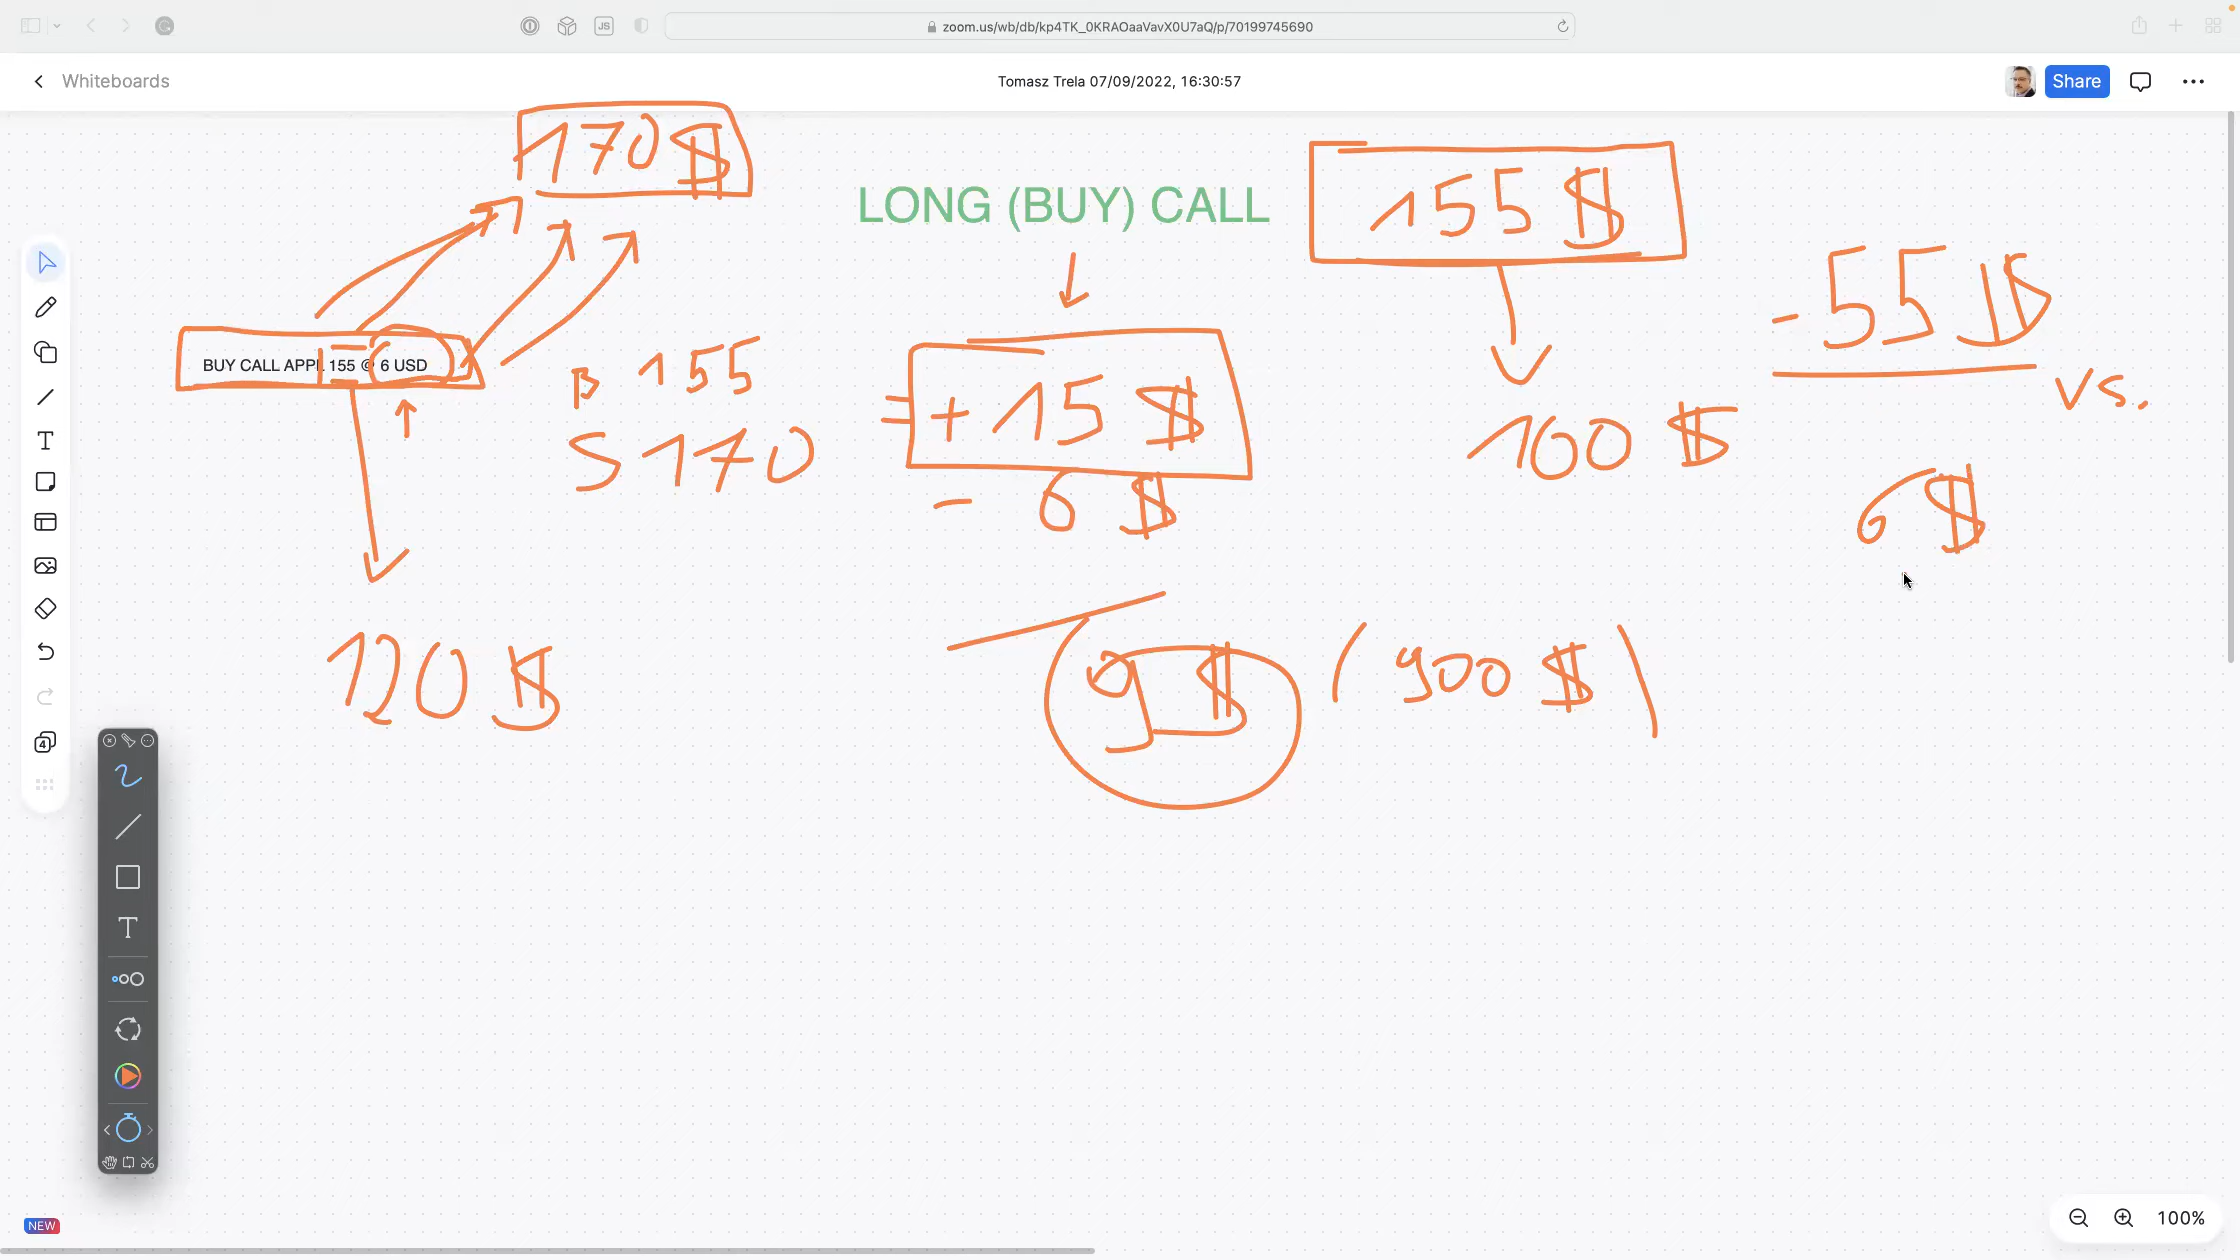 zoom.us/wb/db/kp4TK_0KRAOaaVavX0U7aQ/p/70199745690
JS
Whiteboards
Tomasz Trela 07/09/2022, 16:30:57
Share
170 $
LONG (BUY) CALL
155 $
- 55 $
vs.
6 $
BUY CALL APPL 155 @ 6 USD
B 155
S 170
= + 15 $
- 6 $
100 $
120 $
9 $ (900 $)
T
4
T
NEW
100%